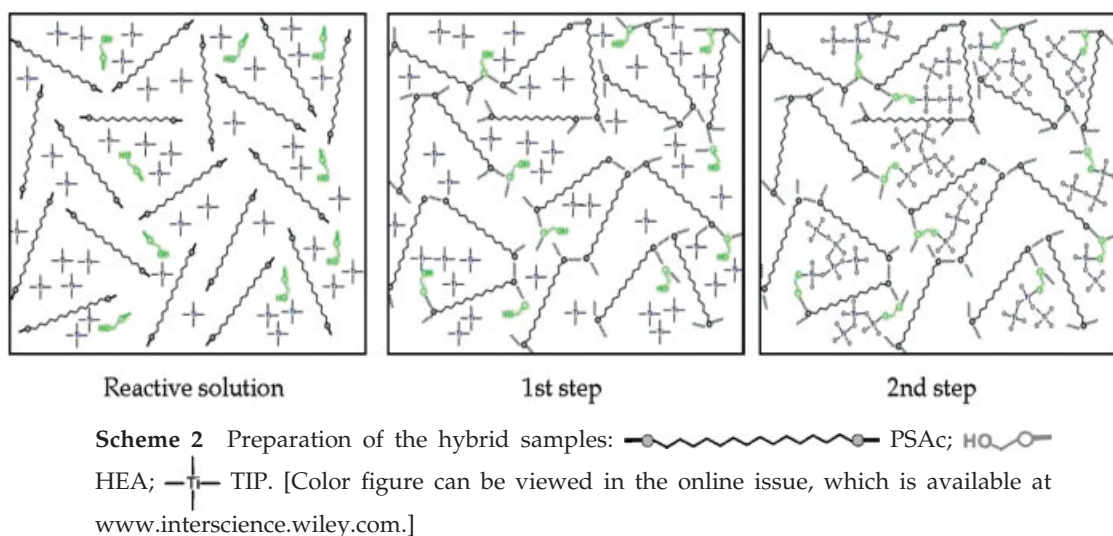 Reactive solution 1st step 2nd step
Scheme 2 Preparation of the hybrid samples: PSAc; HO
HEA; Ti TIP. [Color figure can be viewed in the online issue, which is available at
www.interscience.wiley.com.]